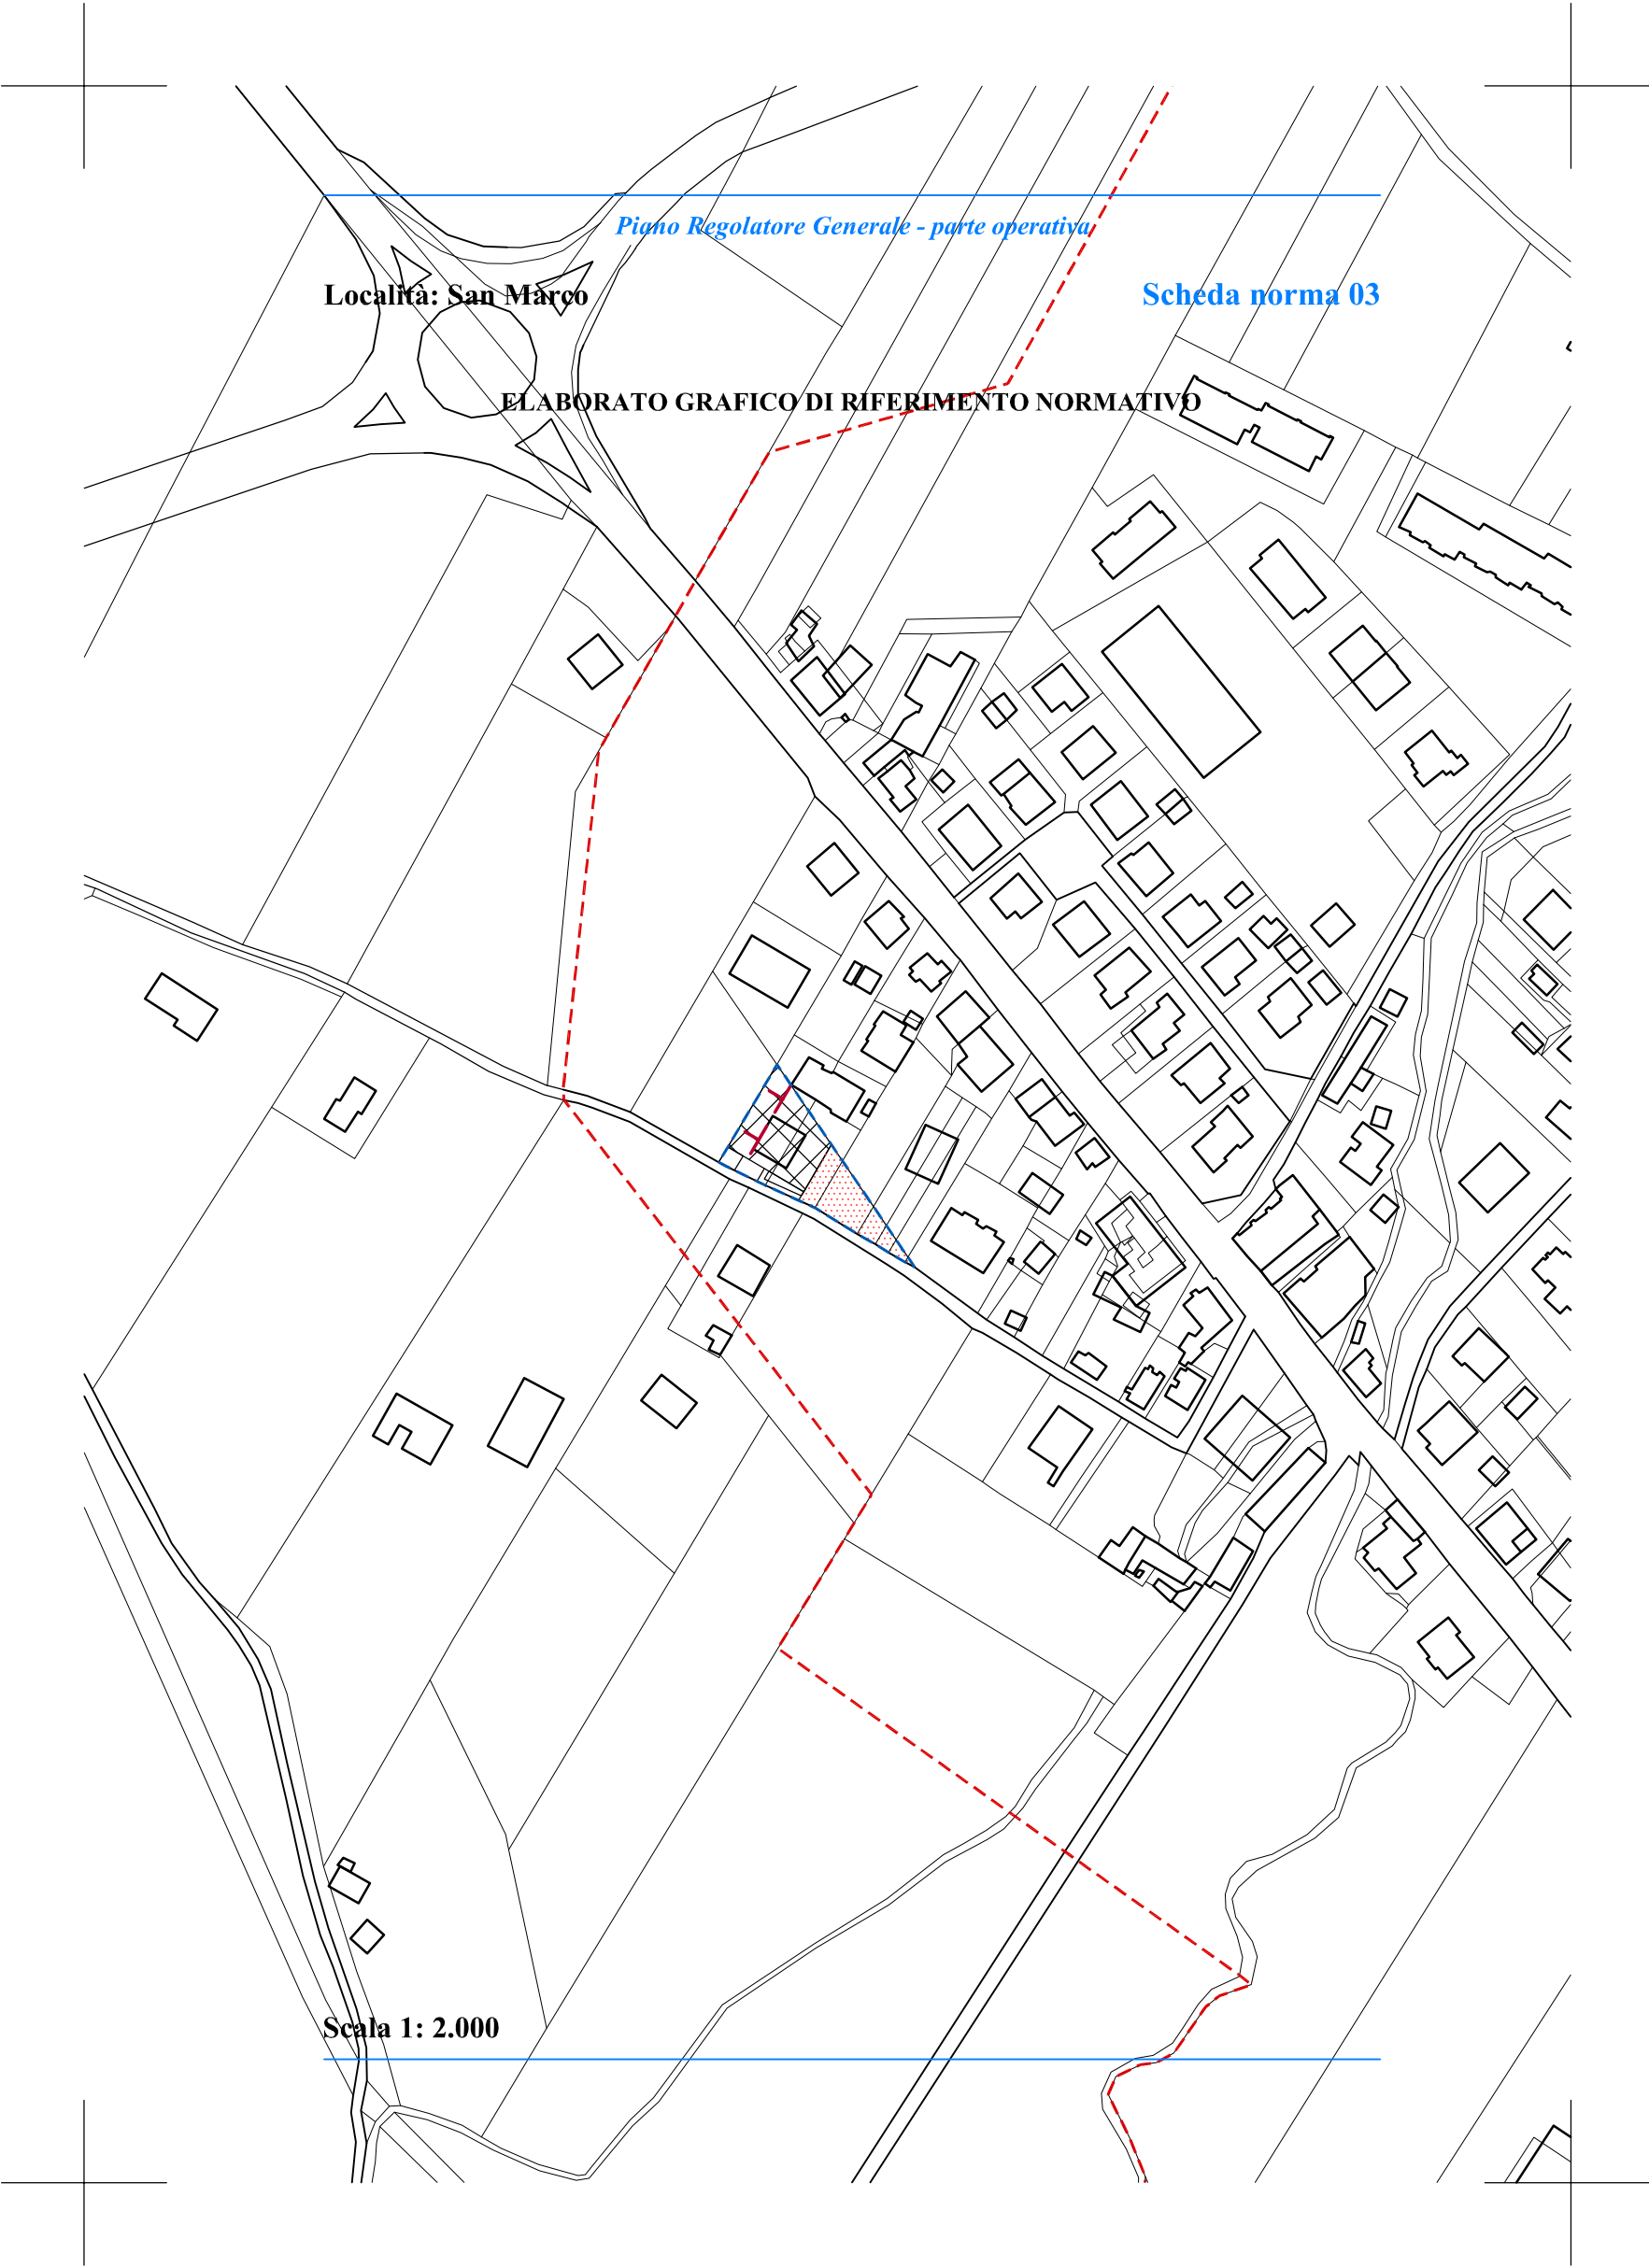 Piano Regolatore Generale - parte operativa
Località: San Marco
Scheda norma 03
ELABORATO GRAFICO DI RIFERIMENTO NORMATIVO
Scala 1: 2.000